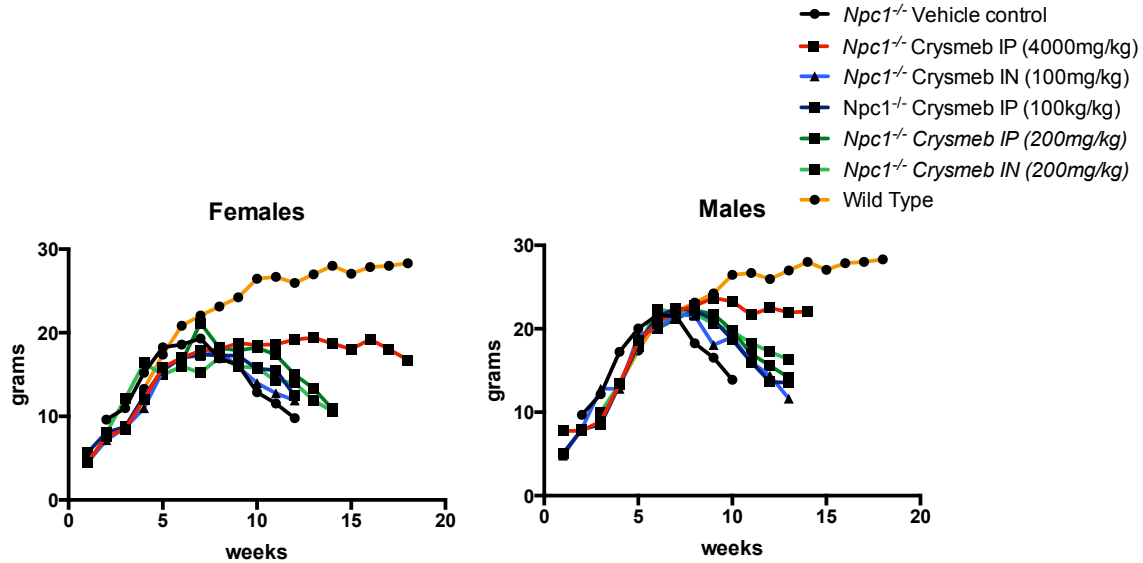 Npc1-/- Vehicle control
Npc1-/- Crysmeb IP (4000mg/kg)
Npc1-/- Crysmeb IN (100mg/kg)
Npc1-/- Crysmeb IP (100kg/kg)
Npc1-/- Crysmeb IP (200mg/kg)
Npc1-/- Crysmeb IN (200mg/kg)
Wild Type
Females
30
20
10
0
grams
0 5 10 15 20
weeks
Males
30
20
10
0
grams
0 5 10 15 20
weeks